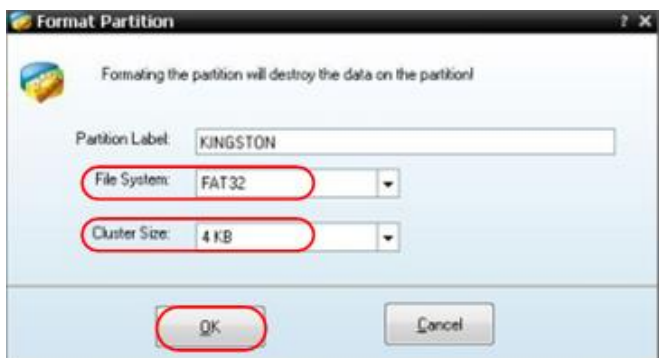 Format Partition ? X
Formating the partition will destroy the data on the partition!
Partition Label: KINGSTON
File System: FAT32
Cluster Size: 4 KB
OK Cancel